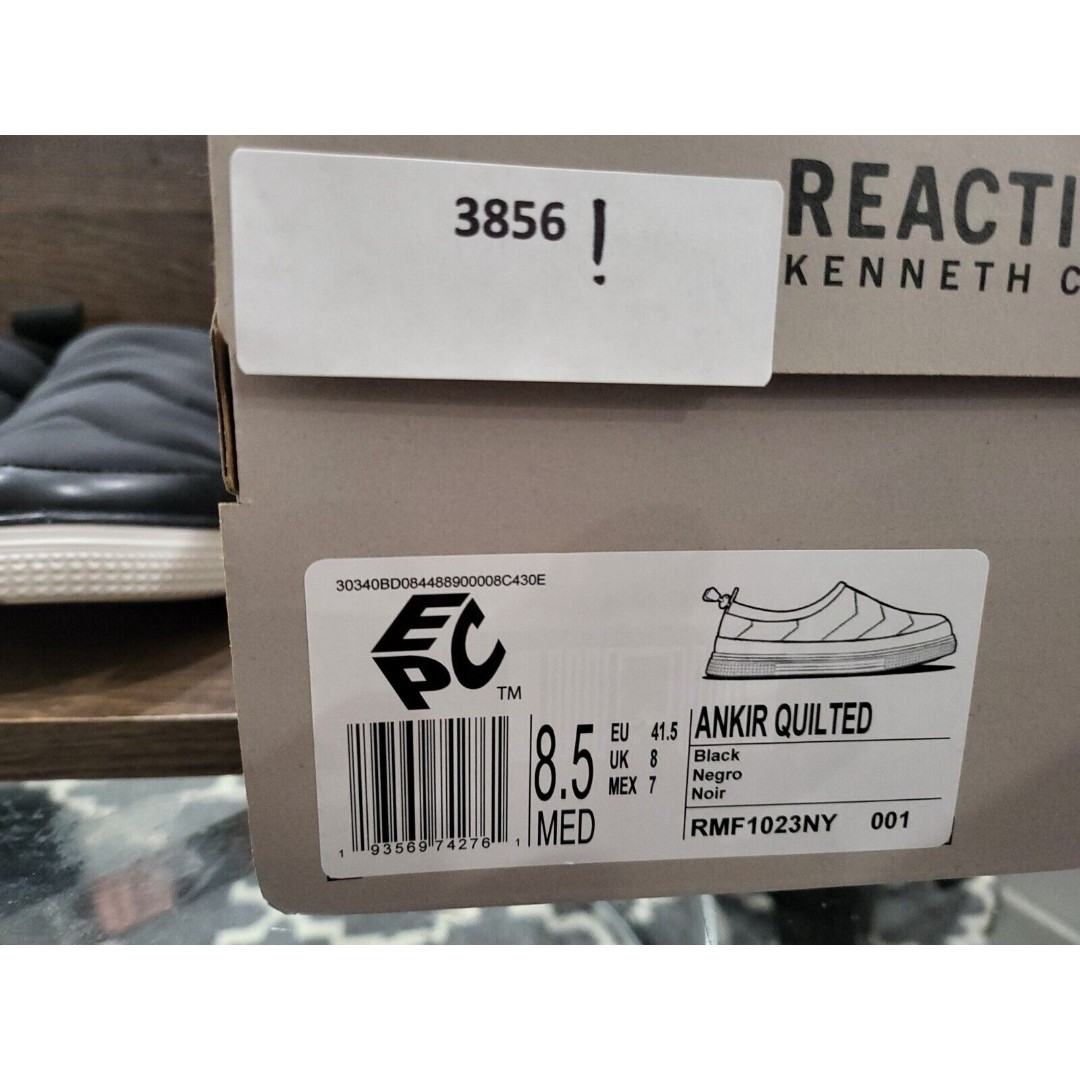 3856 !
REACTI
KENNETH C
30340BD084488900008C430E
EPC
TM
8.5
MED
EU 41.5
UK 8
MEX 7
ANKIR QUILTED
Black
Negro
Noir
RMF1023NY 001
1 93569 74276 1